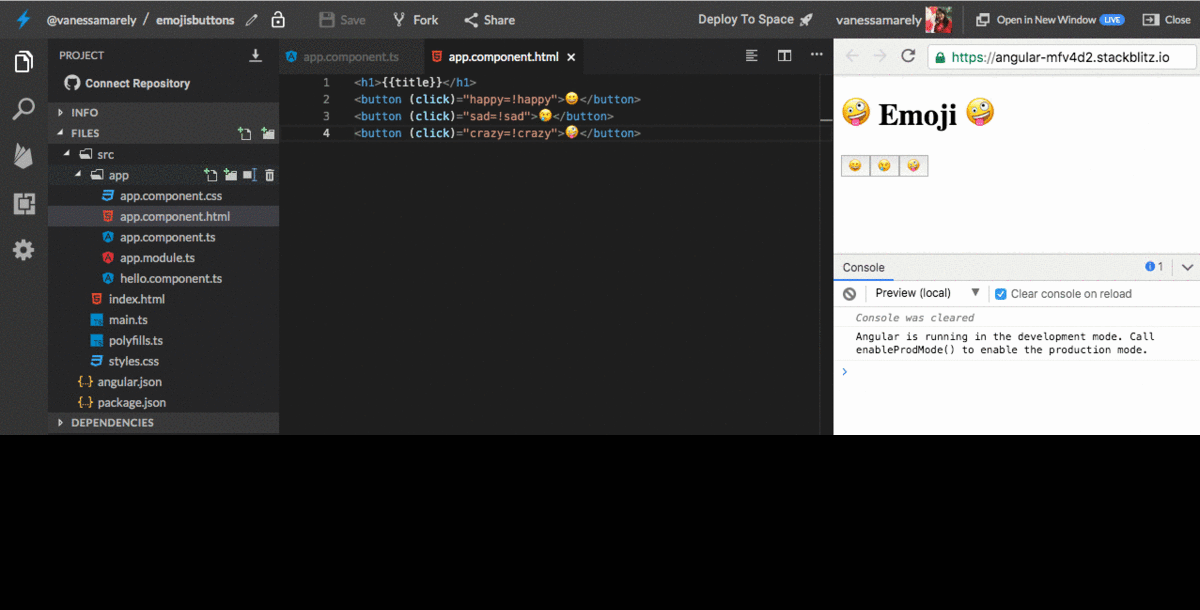 @vanessamarely / emojisbuttons Save Fork Share Deploy To Space vanessamarely Open in New Window LIVE Close
PROJECT
Connect Repository
INFO
FILES
src
app
app.component.css
app.component.html
app.component.ts
app.module.ts
hello.component.ts
index.html
main.ts
polyfills.ts
styles.css
{..} angular.json
{..} package.json
DEPENDENCIES
app.component.ts app.component.html
1 <h1>{{title}}</h1>
2 <button (click)="happy=!happy">😄</button>
3 <button (click)="sad=!sad">😢</button>
4 <button (click)="crazy=!crazy">🤪</button>
https://angular-mfv4d2.stackblitz.io
🤪 Emoji 🤪
😄 😢 🤪
Console 1
Preview (local) Clear console on reload
Console was cleared
Angular is running in the development mode. Call
enableProdMode() to enable the production mode.
>